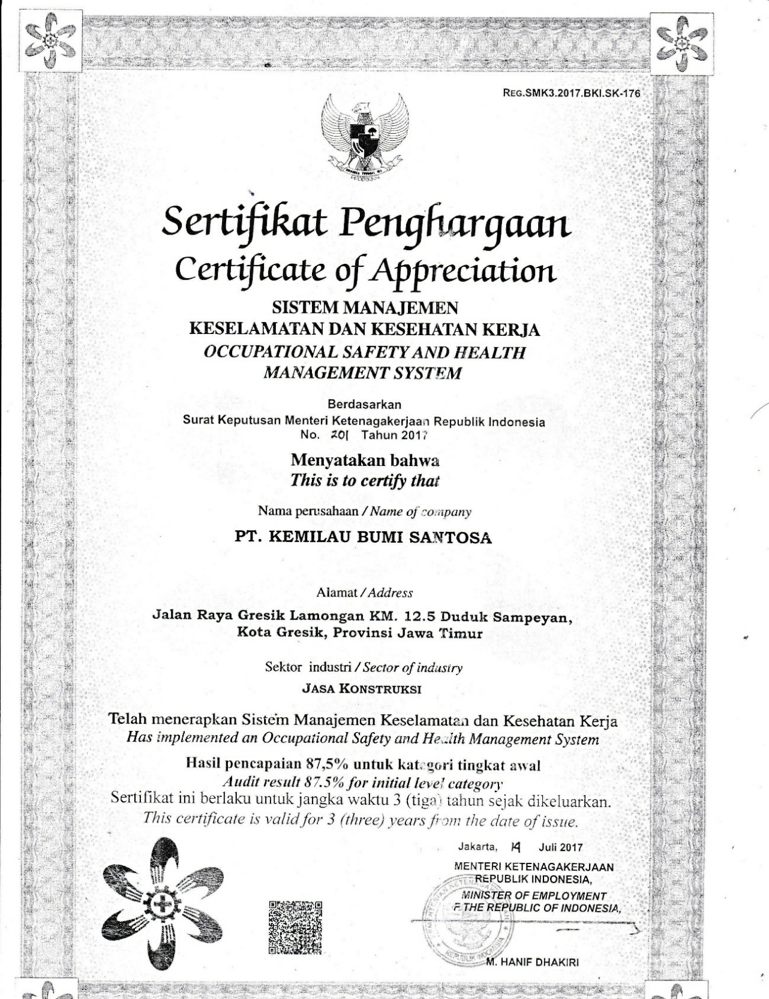 REG.SMK3.2017.BKI.SK-176
Sertifikat Penghargaan
Certificate of Appreciation
SISTEM MANAJEMEN
KESELAMATAN DAN KESEHATAN KERJA
OCCUPATIONAL SAFETY AND HEALTH
MANAGEMENT SYSTEM
Berdasarkan
Surat Keputusan Menteri Ketenagakerjaan Republik Indonesia
No. 201 Tahun 2017
Menyatakan bahwa
This is to certify that
Nama perusahaan / Name of company
PT. KEMILAU BUMI SANTOSA
Alamat / Address
Jalan Raya Gresik Lamongan KM. 12.5 Duduk Sampeyan,
Kota Gresik, Provinsi Jawa Timur
Sektor industri / Sector of industry
JASA KONSTRUKSI
Telah menerapkan Sistem Manajemen Keselamatan dan Kesehatan Kerja
Has implemented an Occupational Safety and Health Management System
Hasil pencapaian 87,5% untuk kategori tingkat awal
Audit result 87.5% for initial level category
Sertifikat ini berlaku untuk jangka waktu 3 (tiga) tahun sejak dikeluarkan.
This certificate is valid for 3 (three) years from the date of issue.
Jakarta, 14 Juli 2017
MENTERI KETENAGAKERJAAN
REPUBLIK INDONESIA,
MINISTER OF EMPLOYMENT
F THE REPUBLIC OF INDONESIA,
REPUBLIK INDONESIA
M. HANIF DHAKIRI